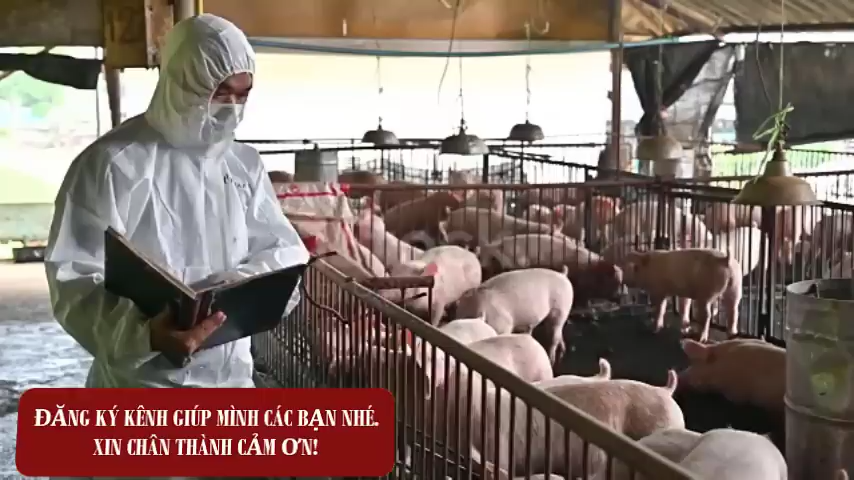 ĐĂNG KÝ KÊNH GIÚP MÌNH CÁC BẠN NHÉ.
XIN CHÂN THÀNH CẢM ƠN!